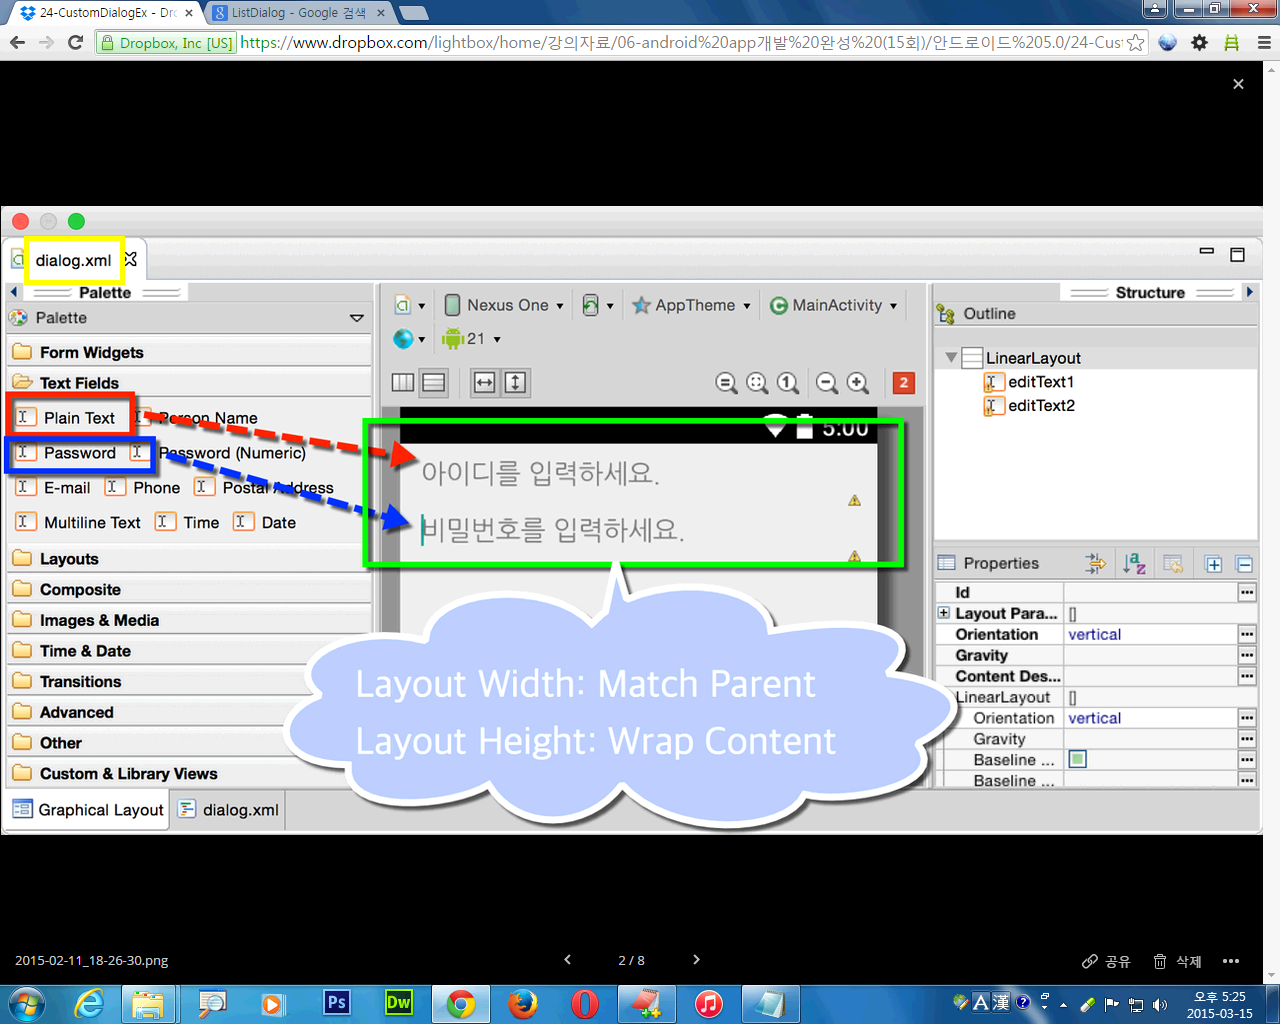 24-CustomDialogEx - Dro
ListDialog - Google 검색
Dropbox, Inc [US]
https://www.dropbox.com/lightbox/home/강의자료/06-android%20app개발%20완성%20(15회)/안드로이드%205.0/24-Cust
dialog.xml
Palette
Structure
Palette
Nexus One
AppTheme
MainActivity
21
Outline
LinearLayout
editText1
editText2
2
Form Widgets
Text Fields
Plain Text
Person Name
Password
Password (Numeric)
E-mail
Phone
Postal Address
Multiline Text
Time
Date
Layouts
Composite
Images & Media
Time & Date
Transitions
Advanced
Other
Custom & Library Views
5:00
아이디를 입력하세요.
비밀번호를 입력하세요.
Layout Width: Match Parent
Layout Height: Wrap Content
Properties
Id
Layout Para... []
Orientation vertical
Gravity
Content Des...
LinearLayout []
Orientation vertical
Gravity
Baseline ...
Baseline ...
Graphical Layout
dialog.xml
2015-02-11_18-26-30.png
2 / 8
공유
삭제
Ps
Dw
A 漢
오후 5:25
2015-03-15